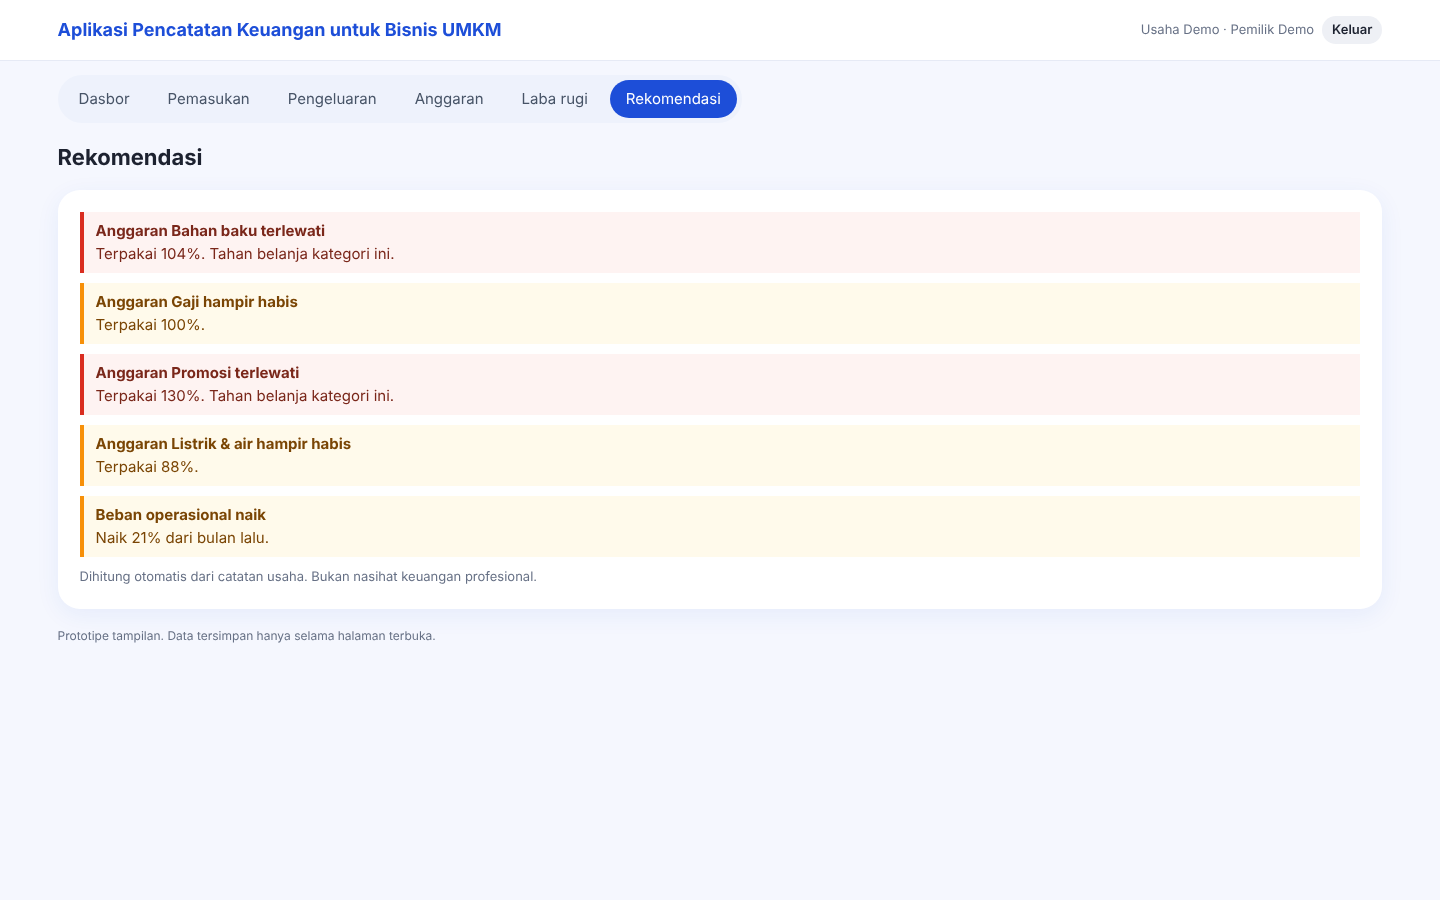 Aplikasi Pencatatan Keuangan untuk Bisnis UMKM
Usaha Demo · Pemilik Demo
Keluar
Dasbor
Pemasukan
Pengeluaran
Anggaran
Laba rugi
Rekomendasi
Rekomendasi
Anggaran Bahan baku terlewati
Terpakai 104%. Tahan belanja kategori ini.
Anggaran Gaji hampir habis
Terpakai 100%.
Anggaran Promosi terlewati
Terpakai 130%. Tahan belanja kategori ini.
Anggaran Listrik & air hampir habis
Terpakai 88%.
Beban operasional naik
Naik 21% dari bulan lalu.
Dihitung otomatis dari catatan usaha. Bukan nasihat keuangan profesional.
Prototipe tampilan. Data tersimpan hanya selama halaman terbuka.